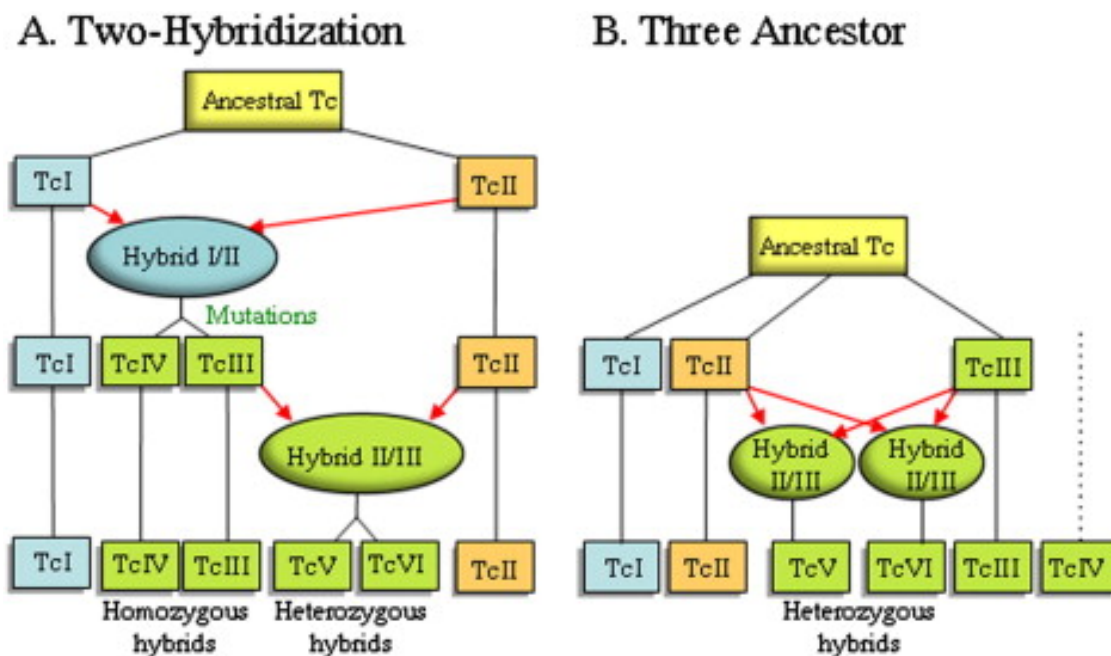 A. Two-Hybridization
Ancestral Tc
TcI
TcII
Hybrid I/II
Mutations
TcI
TcIV
TcIII
TcII
Hybrid II/III
TcI
TcIV
TcIII
TcV
TcVI
TcII
Homozygous
hybrids
Heterozygous
hybrids
B. Three Ancestor
Ancestral Tc
TcI
TcII
TcIII
Hybrid
II/III
Hybrid
II/III
TcI
TcII
TcV
TcVI
TcIII
TcIV
Heterozygous
hybrids